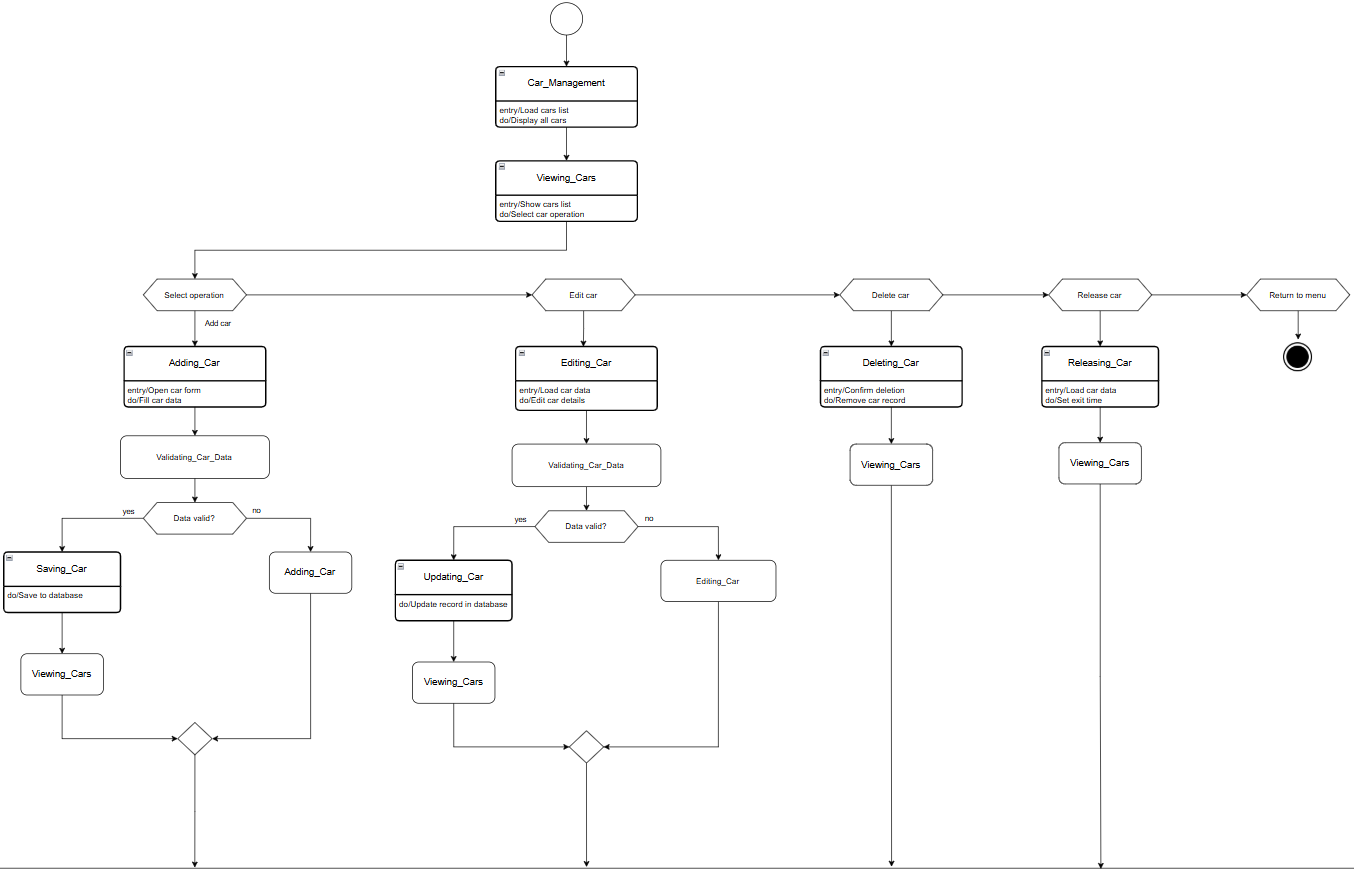 Car_Management
entry/Load cars list
do/Display all cars
Viewing_Cars
entry/Show cars list
do/Select car operation
Select operation
Edit car
Delete car
Release car
Return to menu
Add car
Adding_Car
entry/Open car form
do/Fill car data
Editing_Car
entry/Load car data
do/Edit car details
Deleting_Car
entry/Confirm deletion
do/Remove car record
Releasing_Car
entry/Load car data
do/Set exit time
Validating_Car_Data
Validating_Car_Data
Viewing_Cars
Viewing_Cars
yes
Data valid?
no
yes
Data valid?
no
Saving_Car
do/Save to database
Adding_Car
Updating_Car
do/Update record in database
Editing_Car
Viewing_Cars
Viewing_Cars